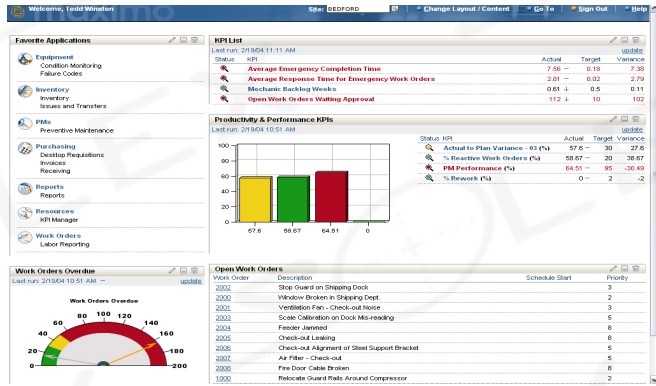 maximo
Welcome, Todd Winston
Site: BEDFORD
Change Layout / Content
Go To
Sign Out
Help
Favorite Applications
Equipment
Condition Monitoring
Failure Codes
Inventory
Inventory
Issues and Transfers
PMs
Preventive Maintenance
Purchasing
Desktop Requisitions
Invoices
Receiving
Reports
Reports
Resources
KPI Manager
Work Orders
Labor Reporting
KPI List
Last run: 2/19/04 11:11 AM update
Status KPI Actual Target Variance
Average Emergency Completion Time 7.56 – 0.18 7.38
Average Response Time for Emergency Work Orders 2.81 – 0.02 2.79
Mechanic Backlog Weeks 0.61 ↓ 0.5 0.11
Open Work Orders Waiting Approval 112 ↓ 10 102
Productivity & Performance KPIs
Last run: 2/19/04 10:51 AM update
100
80
60
40
20
0
57.6 58.67 64.51 0
Status KPI Actual Target Variance
Actual to Plan Variance - 03 (%) 57.6 – 30 27.6
% Reactive Work Orders (%) 58.67 – 20 38.67
PM Performance (%) 64.51 – 95 -30.49
% Rework (%) 0 – 2 -2
Work Orders Overdue
Last run: 2/19/04 10:51 AM – update
Work Orders Overdue
0 20 40 60 80 100 120 140 160 180 200
Open Work Orders
Work Order Description Schedule Start Priority
2002 Stop Guard on Shipping Dock 3
2000 Window Broken in Shipping Dept. 2
2001 Ventilation Fan - Check-out Noise 3
2003 Scale Calibration on Dock Mis-reading 5
2004 Feeder Jammed 8
2005 Check-out Leaking 8
2006 Check-out Alignment of Steel Support Bracket 5
2007 Air Filter - Check-out 5
2008 Fire Door Cable Broken 8
1000 Relocate Guard Rails Around Compressor 2